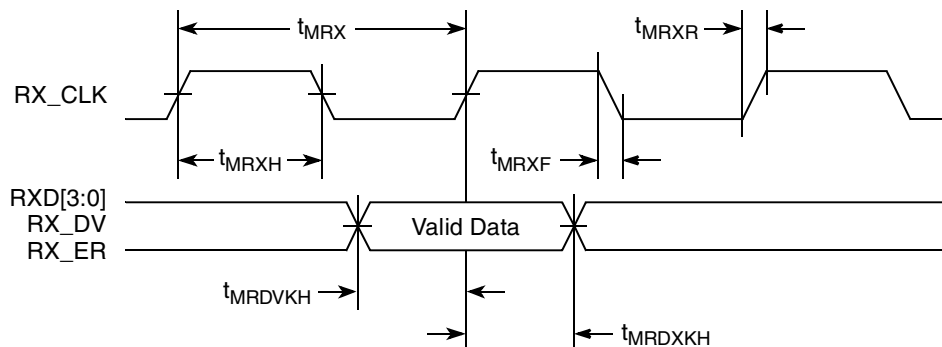 tMRX
tMRXR
RX_CLK
tMRXH
tMRXF
RXD[3:0]
RX_DV
Valid Data
RX_ER
tMRDVKH
tMRDXKH